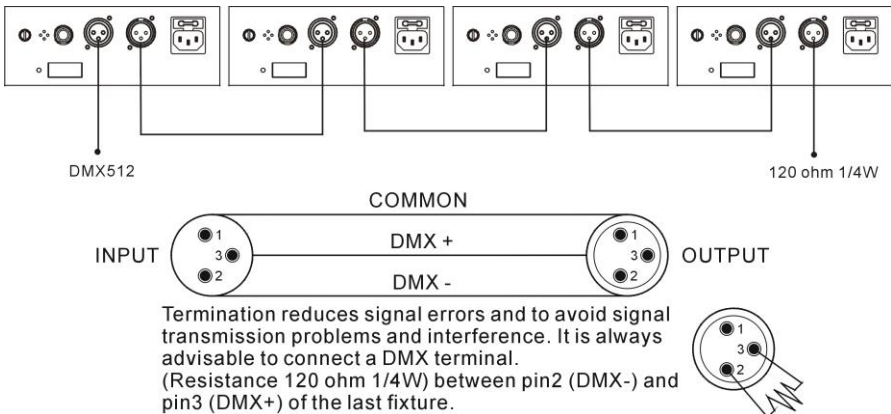 DMX512
120 ohm 1/4W
COMMON
INPUT
1
DMX +
3
2
DMX -
1
3
2
OUTPUT
Termination reduces signal errors and to avoid signal
transmission problems and interference. It is always
advisable to connect a DMX terminal.
(Resistance 120 ohm 1/4W) between pin2 (DMX-) and
pin3 (DMX+) of the last fixture.
1
3
2